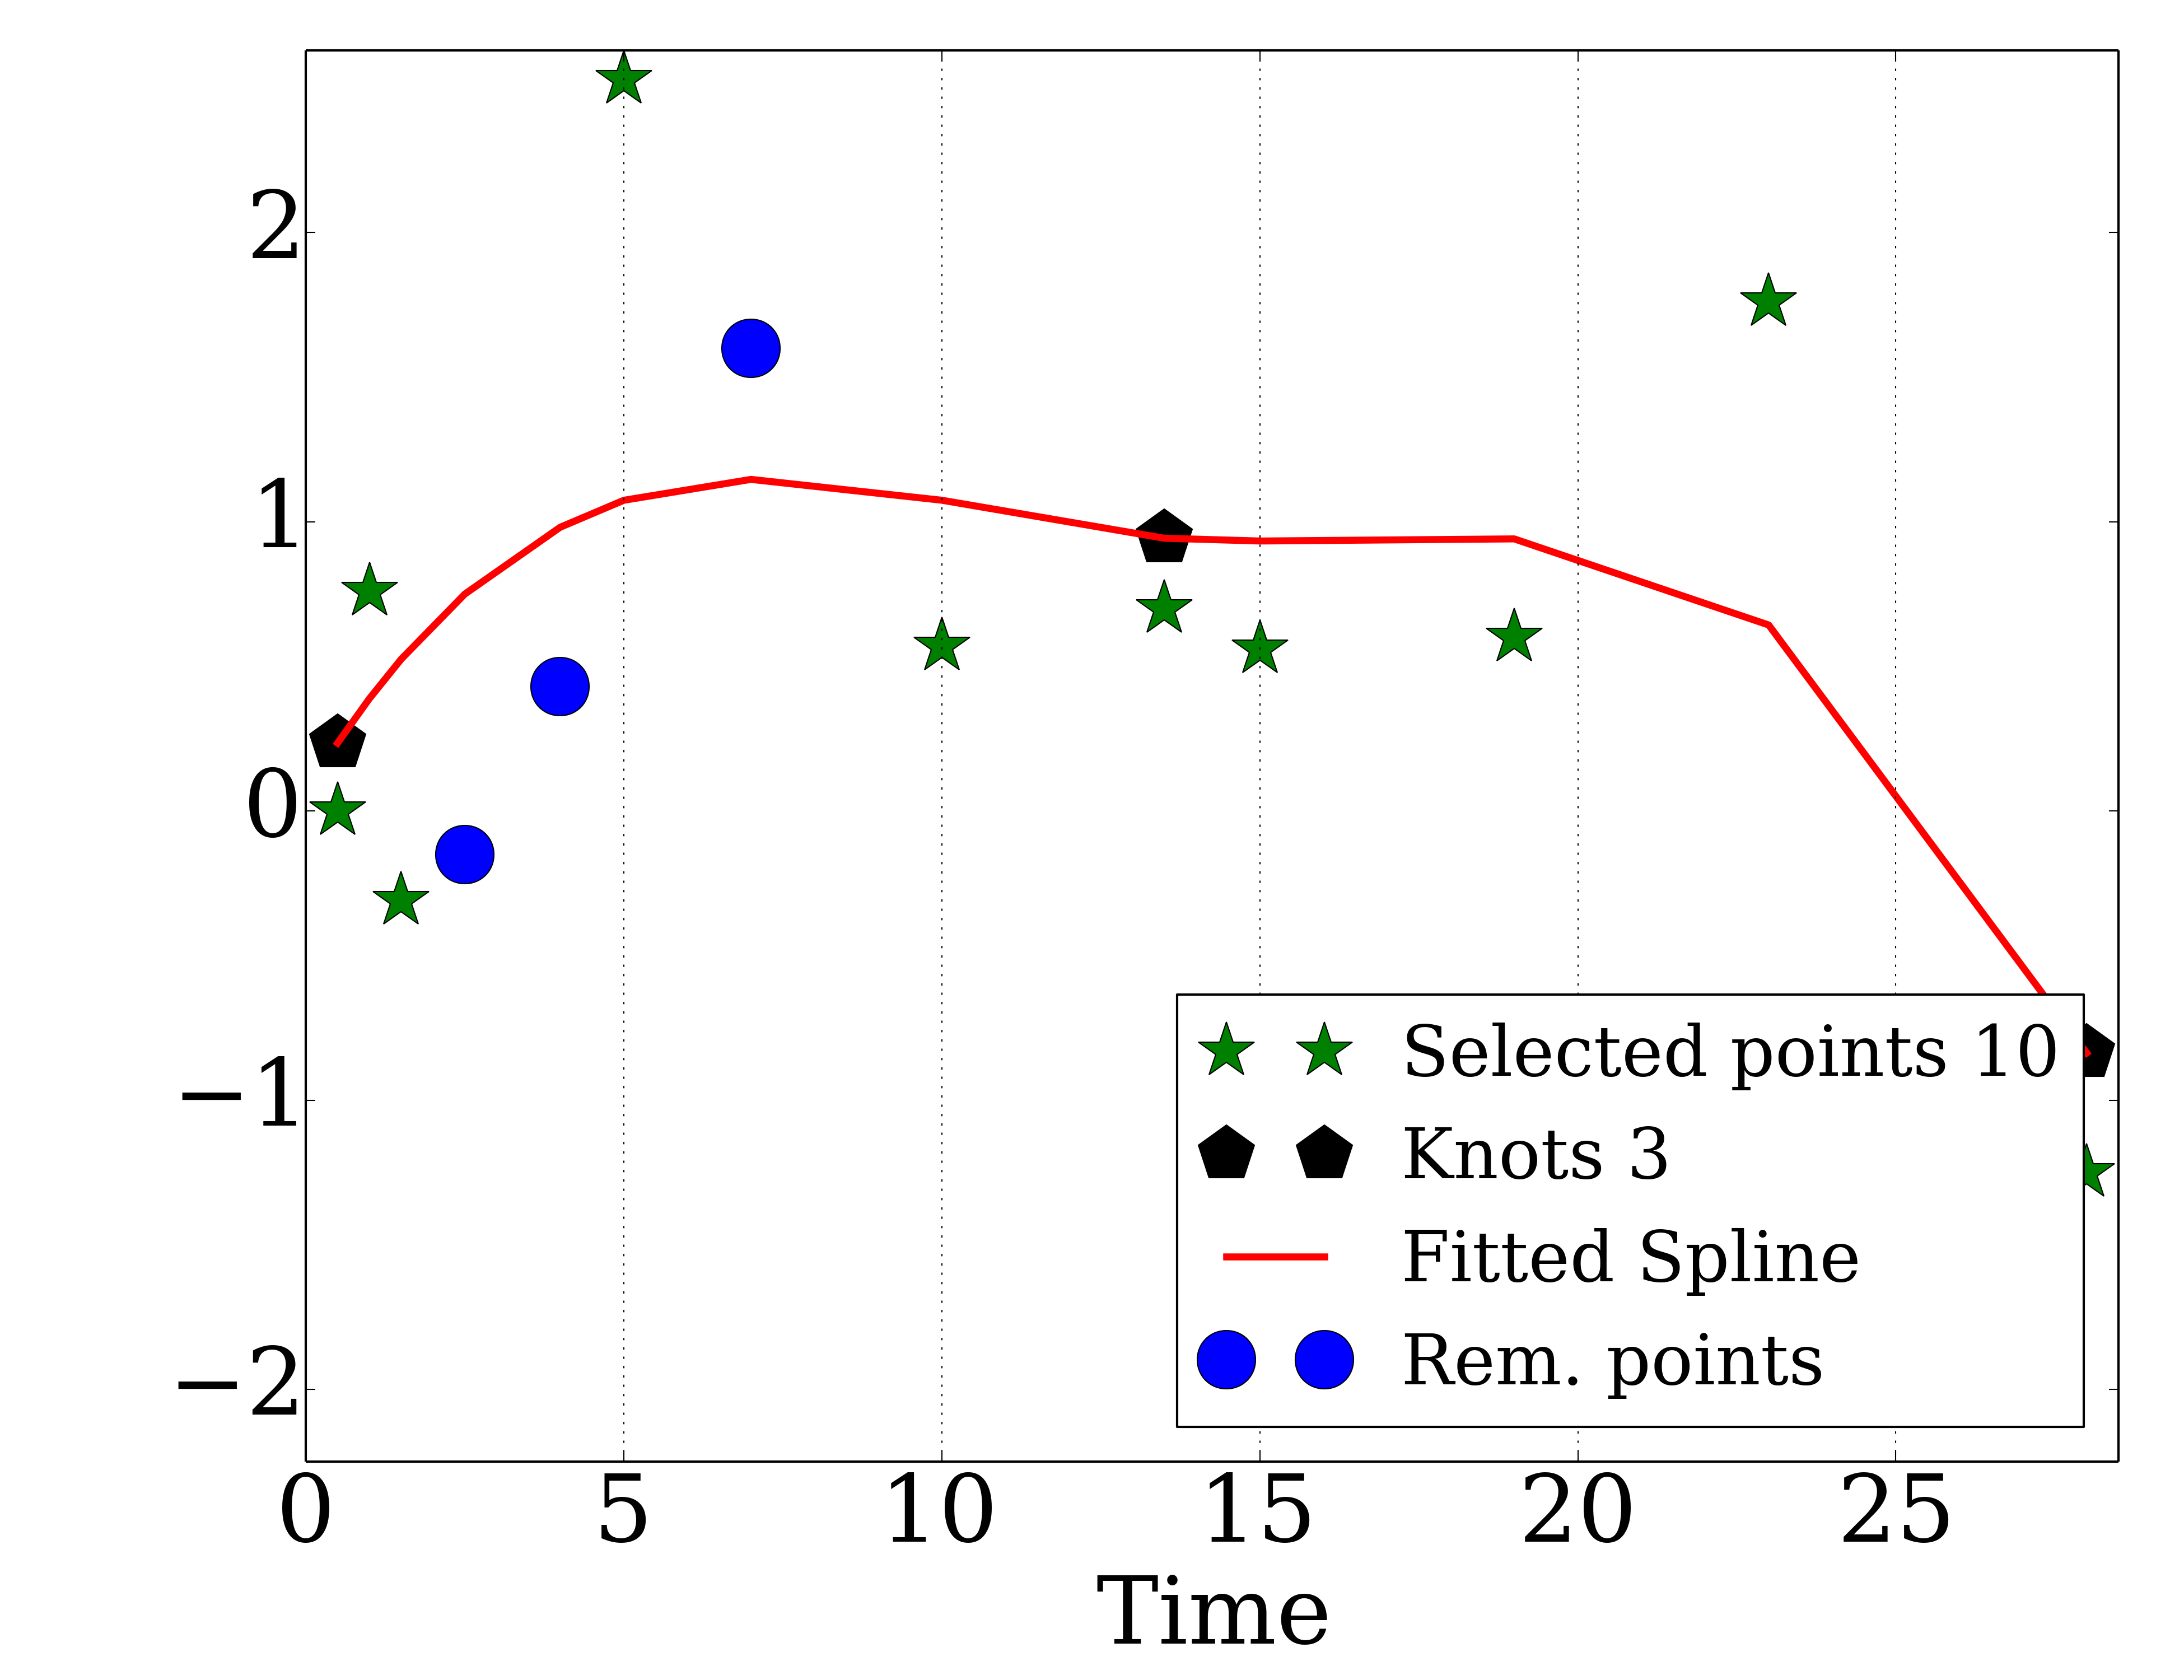 2
1
0
−1
−2
Selected points 10
Knots 3
Fitted Spline
Rem. points
0 5 10 15 20 25
Time